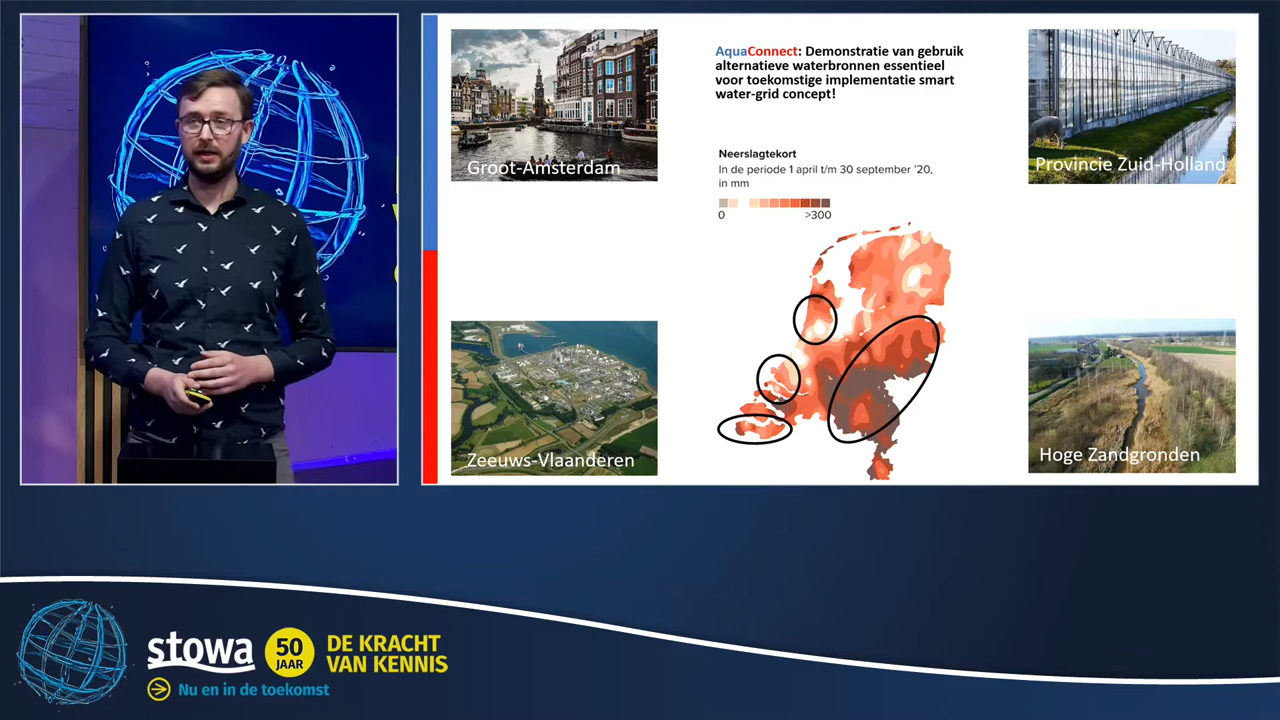 AquaConnect: Demonstratie van gebruik
alternatieve waterbronnen essentieel
voor toekomstige implementatie smart
water-grid concept!
Groot-Amsterdam
Provincie Zuid-Holland
Neerslagtekort
In de periode 1 april t/m 30 september '20,
in mm
0 >300
Zeeuws-Vlaanderen
Hoge Zandgronden
stowa
50
JAAR
DE KRACHT
VAN KENNIS
Nu en in de toekomst